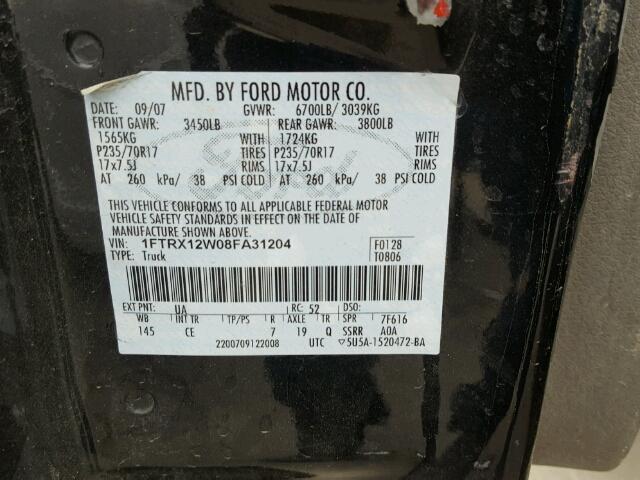 MFD. BY FORD MOTOR CO.
DATE: 09/07 GVWR: 6700LB/ 3039KG
FRONT GAWR: 3450LB REAR GAWR: 3800LB
1565KG WITH 1724KG WITH
P235/70R17 TIRES P235/70R17 TIRES
17x7.5J RIMS 17x7.5J RIMS
AT 260 kPa/ 38 PSI COLD AT 260 kPa/ 38 PSI COLD
THIS VEHICLE CONFORMS TO ALL APPLICABLE FEDERAL MOTOR
VEHICLE SAFETY STANDARDS IN EFFECT ON THE DATE OF
MANUFACTURE SHOWN ABOVE.
VIN: 1FTRX12W08FA31204 F0128
TYPE: Truck T0806
EXT PNT: UA RC: 52 DSO:
WB INT TR TP/PS R AXLE TR SPR 7F616
145 CE 7 19 Q SSRR A0A
2200709122008 UTC ▽5U5A-1520472-BA